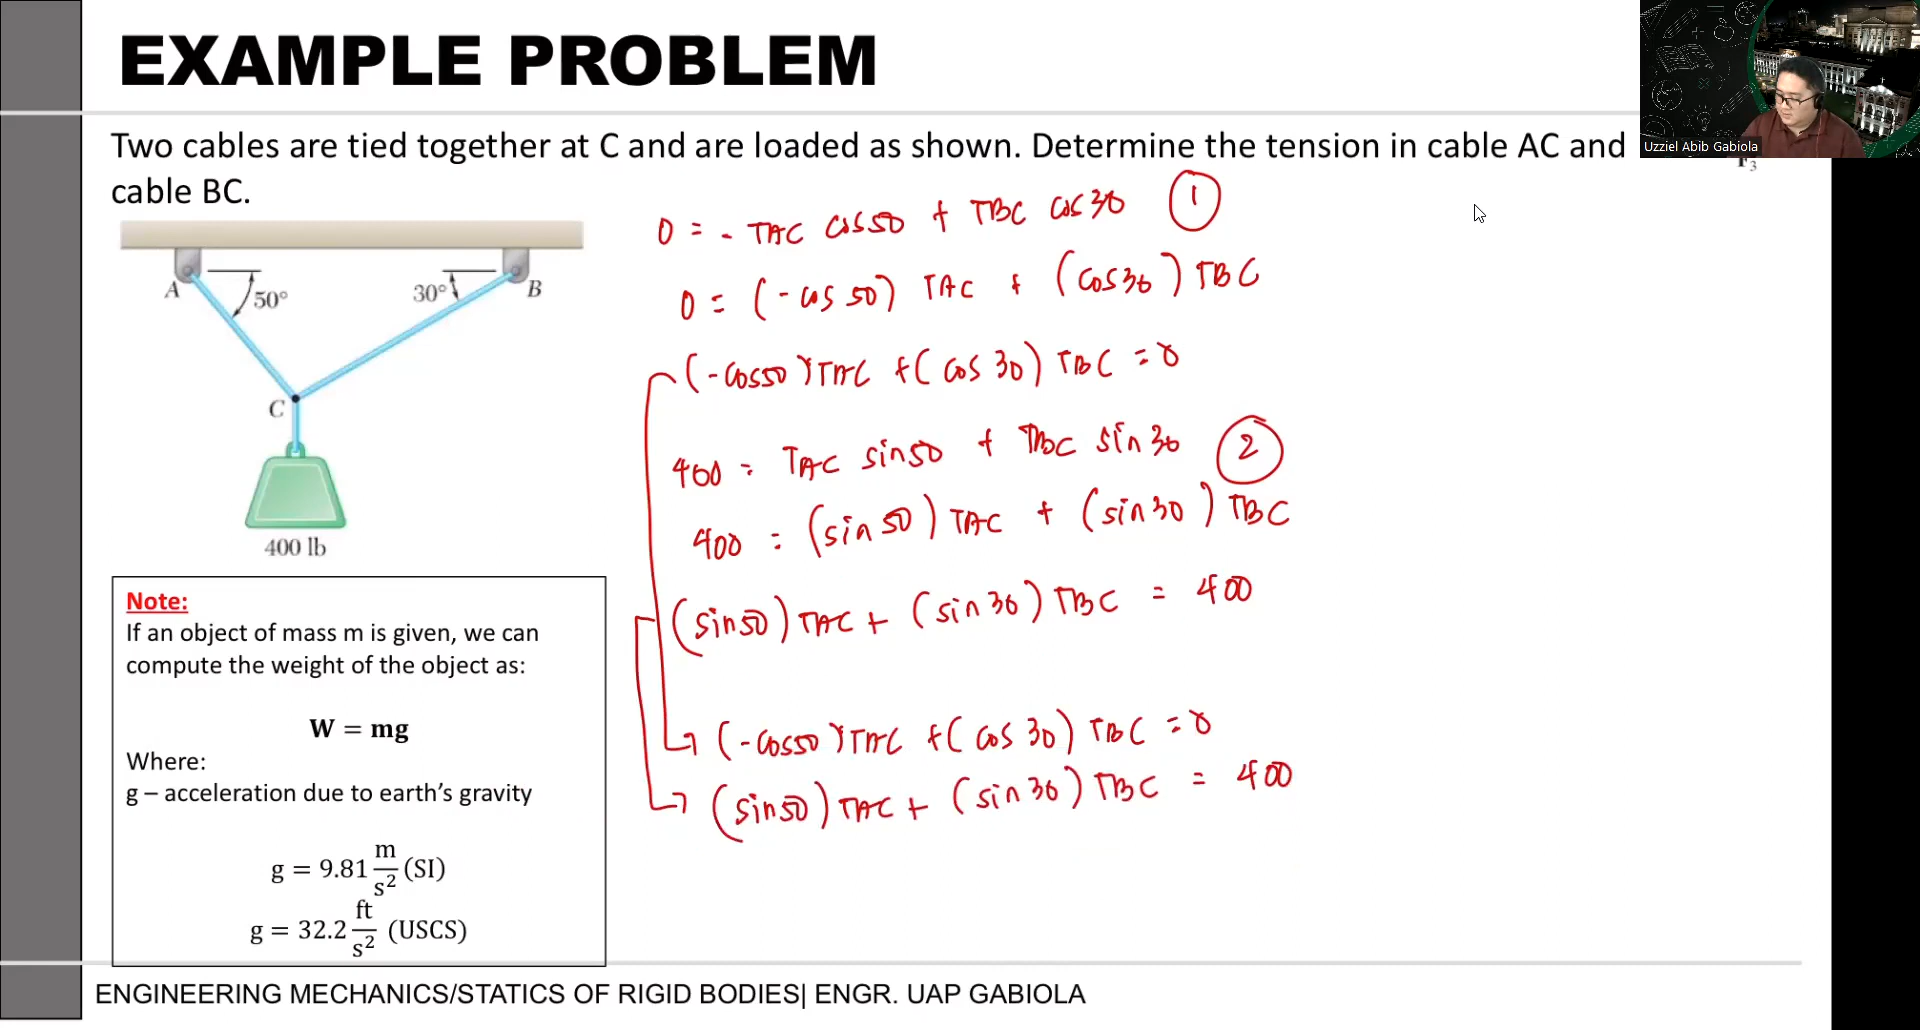 EXAMPLE PROBLEM
Uzziel Abib Gabiola
Two cables are tied together at C and are loaded as shown. Determine the tension in cable AC and
cable BC.
F3
A
50°
30°
B
C
400 lb
Note:
If an object of mass m is given, we can
compute the weight of the object as:
W = mg
Where:
g – acceleration due to earth's gravity
g = 9.81 m/s² (SI)
g = 32.2 ft/s² (USCS)
0 = - TAC cos50 + TBC cos30 1
0 = (-cos 50) TAC + (cos30) TBC
(-cos50) TAC + (cos 30) TBC = 0
400 = TAC sin50 + TBC sin30 2
400 = (sin50) TAC + (sin30) TBC
(sin50) TAC + (sin30) TBC = 400
(-cos50) TAC + (cos 30) TBC = 0
(sin50) TAC + (sin30) TBC = 400
ENGINEERING MECHANICS/STATICS OF RIGID BODIES| ENGR. UAP GABIOLA